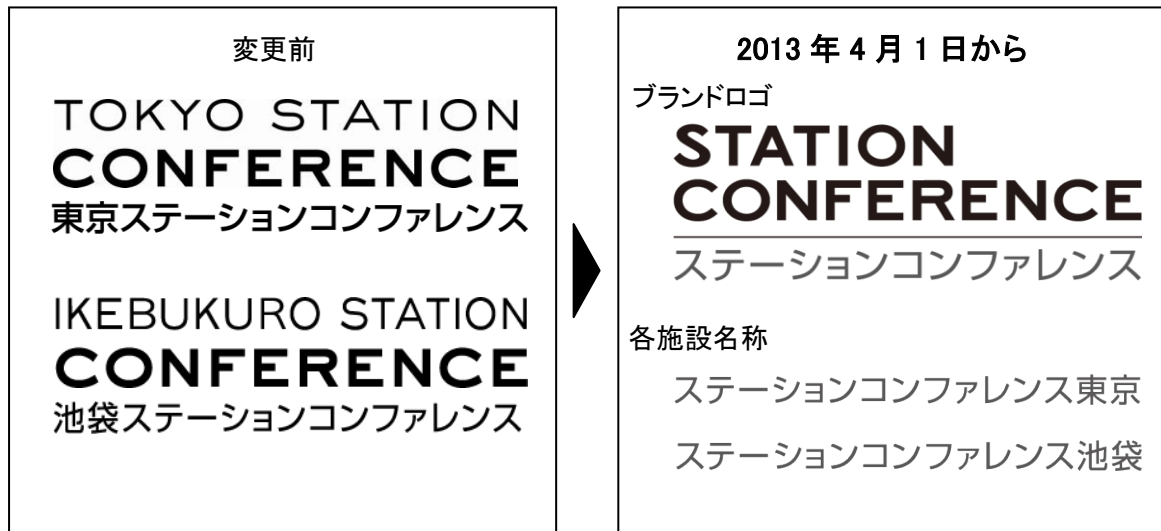 変更前
TOKYO STATION
CONFERENCE
東京ステーションコンファレンス
IKEBUKURO STATION
CONFERENCE
池袋ステーションコンファレンス
2013 年 4 月 1 日から
ブランドロゴ
STATION
CONFERENCE
ステーションコンファレンス
各施設名称
ステーションコンファレンス東京
ステーションコンファレンス池袋